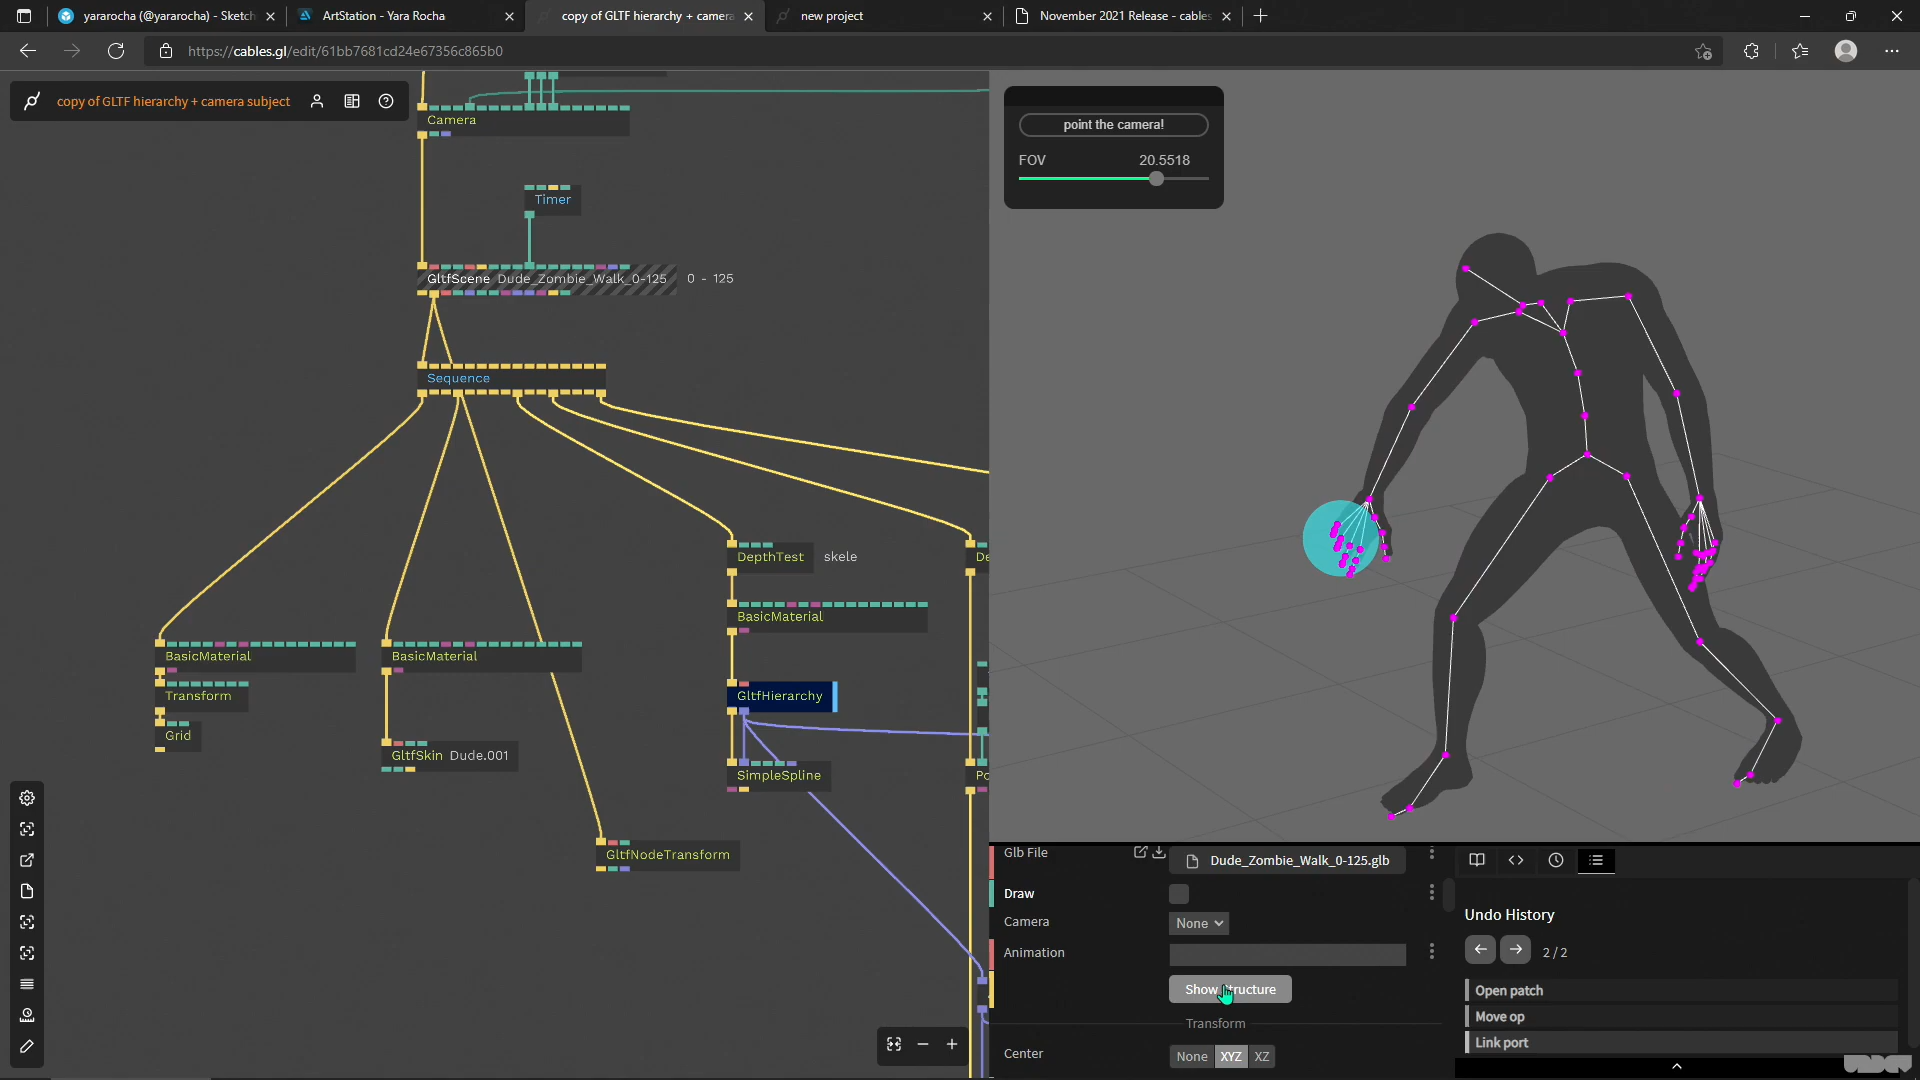 yararocha (@yararocha) - Sketch
ArtStation - Yara Rocha
copy of GLTF hierarchy + camera
new project
November 2021 Release - cables
https://cables.gl/edit/61bb7681cd24e67356c865b0
copy of GLTF hierarchy + camera subject
Camera
Timer
GltfScene Dude_Zombie_Walk_0-125 0 - 125
Sequence
DepthTest skele
De
BasicMaterial
BasicMaterial
BasicMaterial
Transform
GltfHierarchy
Grid
GltfSkin Dude.001
SimpleSpline
Po
GltfNodeTransform
point the camera!
FOV 20.5518
Glb File
Dude_Zombie_Walk_0-125.glb
Draw
Camera
None
Animation
Show Structure
Transform
Center
None XYZ XZ
Undo History
2/2
Open patch
Move op
Link port